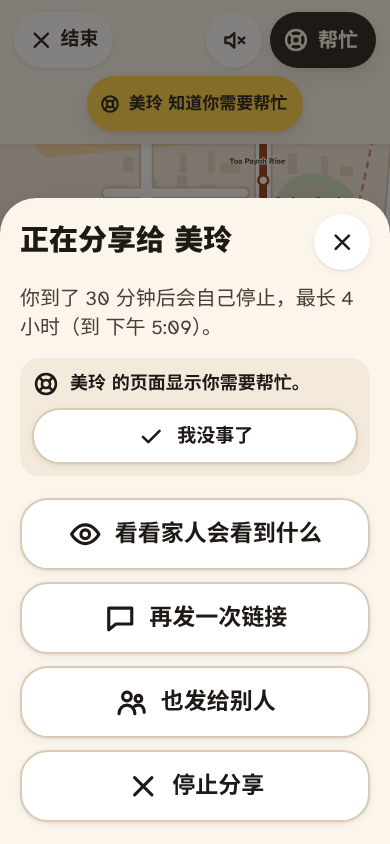 结束
帮忙
美玲 知道你需要帮忙
Toa Payoh Rise
正在分享给 美玲
你到了 30 分钟后会自己停止，最长 4
小时（到 下午 5:09）。
美玲 的页面显示你需要帮忙。
我没事了
看看家人会看到什么
再发一次链接
也发给别人
停止分享